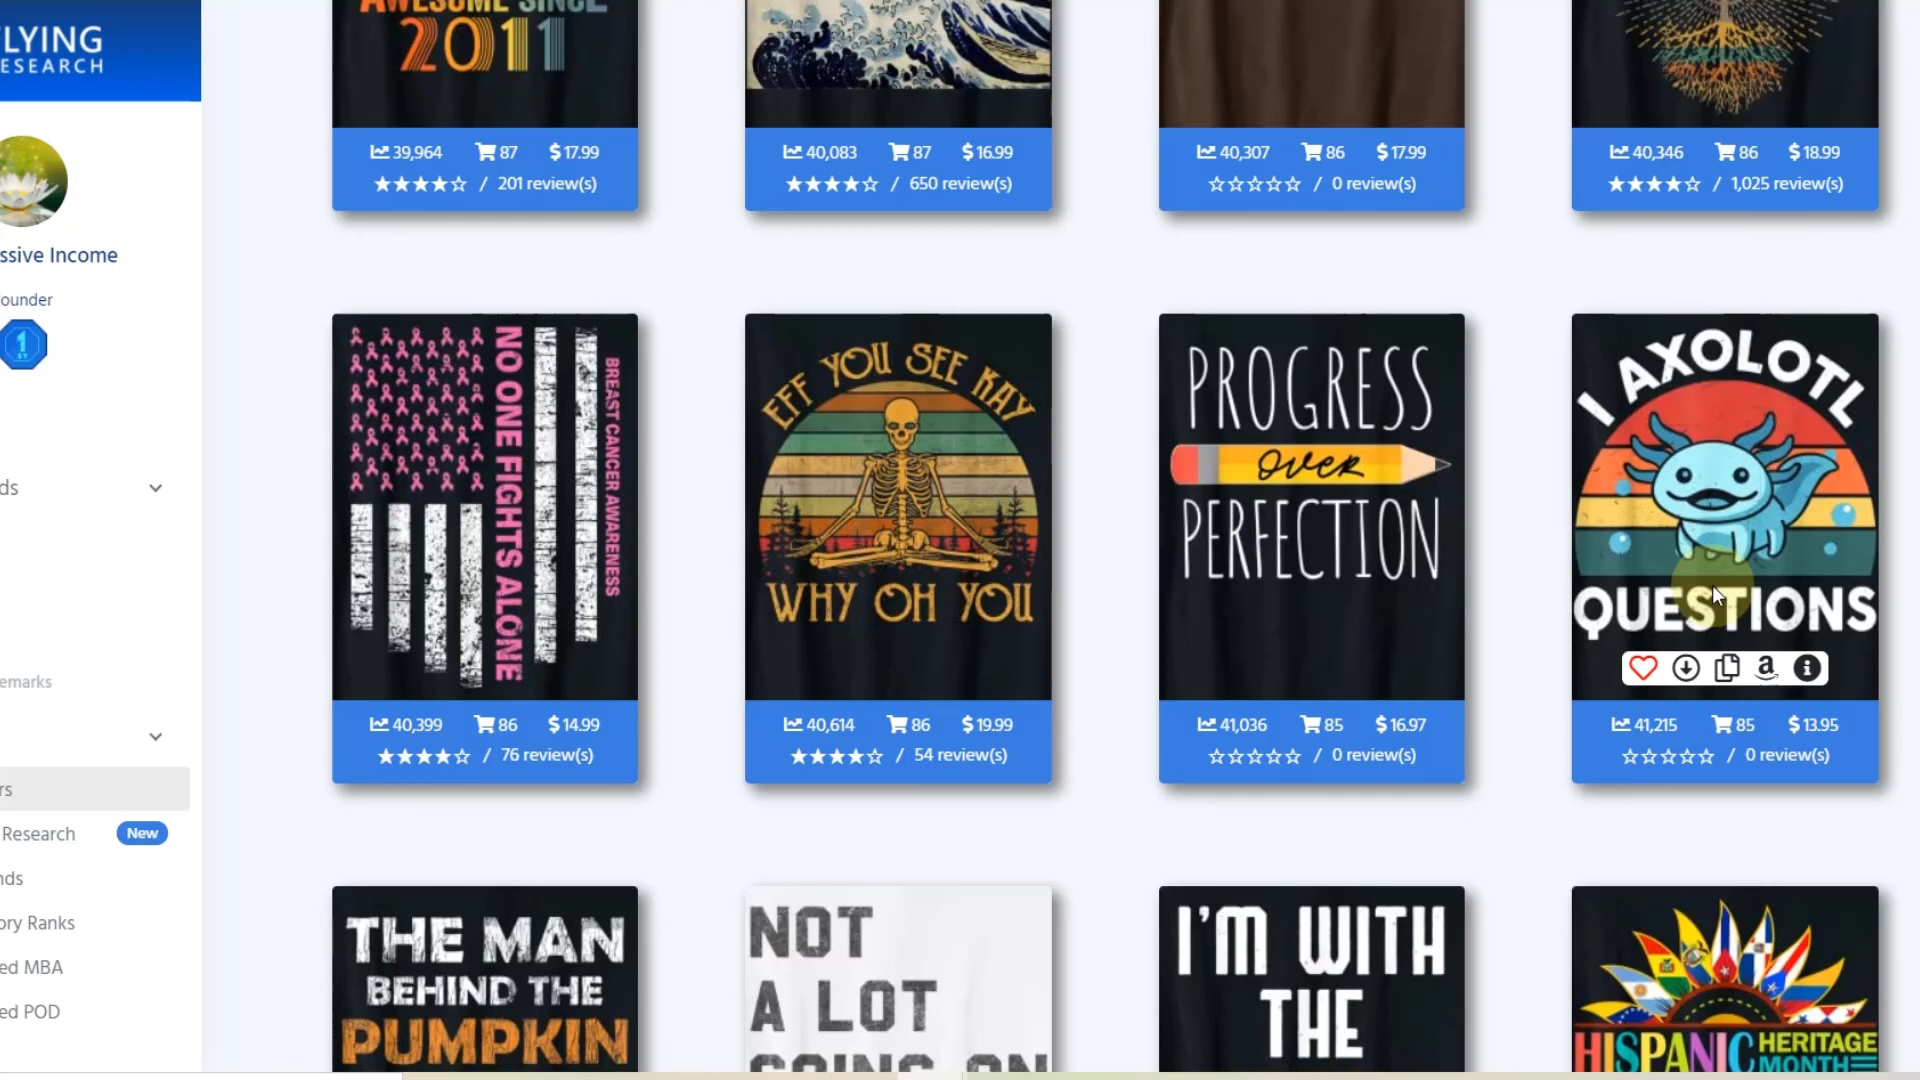 AWESOME SINCE
2011
39,964 87 $17.99
/ 201 review(s)
40,083 87 $16.99
/ 650 review(s)
40,307 86 $17.99
/ 0 review(s)
40,346 86 $18.99
/ 1,025 review(s)
LYING
ESEARCH
ssive Income
ounder
1
ds
emarks
rs
Research New
nds
ory Ranks
ed MBA
ed POD
NO ONE FIGHTS ALONE
BREAST CANCER AWARENESS
40,399 86 $14.99
/ 76 review(s)
EFF YOU SEE KAY
WHY OH YOU
40,614 86 $19.99
/ 54 review(s)
PROGRESS
over
PERFECTION
41,036 85 $16.97
/ 0 review(s)
I AXOLOTL
QUESTIONS
41,215 85 $13.95
/ 0 review(s)
THE MAN
BEHIND THE
PUMPKIN
NOT
A LOT
GOING ON
I'M WITH
THE
HISPANIC HERITAGE
MONTH